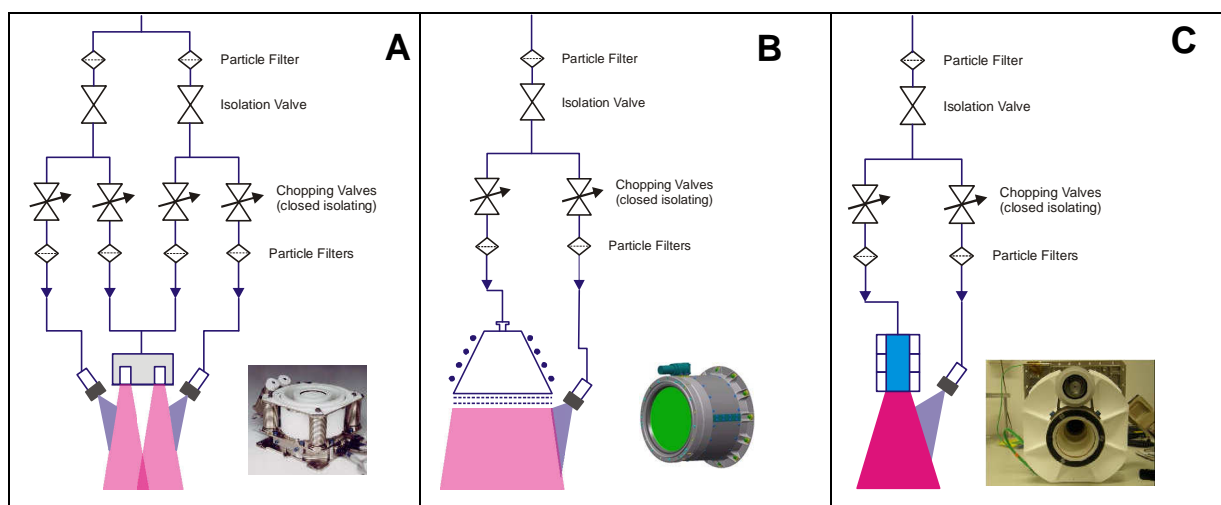 A
Particle Filter
Isolation Valve
Chopping Valves
(closed isolating)
Particle Filters
B
Particle Filter
Isolation Valve
Chopping Valves
(closed isolating)
Particle Filters
C
Particle Filter
Isolation Valve
Chopping Valves
(closed isolating)
Particle Filters